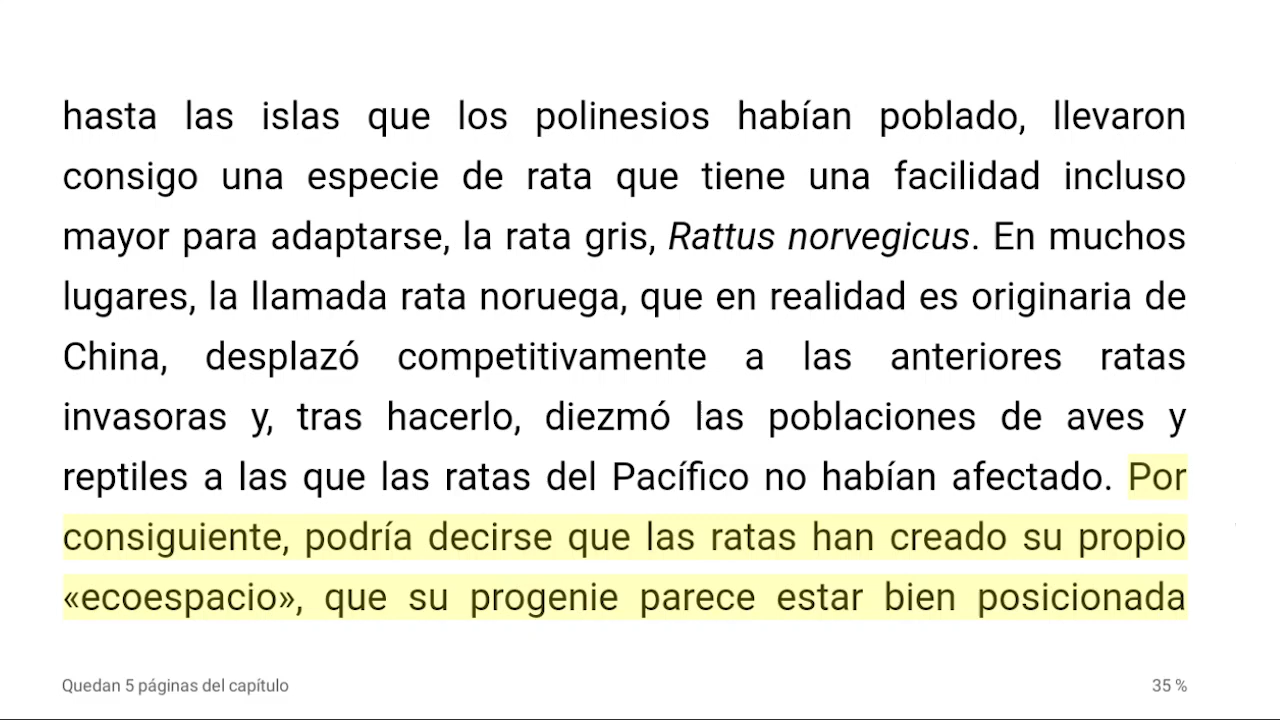 hasta las islas que los polinesios habían poblado, llevaron
consigo una especie de rata que tiene una facilidad incluso
mayor para adaptarse, la rata gris, Rattus norvegicus. En muchos
lugares, la llamada rata noruega, que en realidad es originaria de
China, desplazó competitivamente a las anteriores ratas
invasoras y, tras hacerlo, diezmó las poblaciones de aves y
reptiles a las que las ratas del Pacífico no habían afectado. Por
consiguiente, podría decirse que las ratas han creado su propio
«ecoespacio», que su progenie parece estar bien posicionada
Quedan 5 páginas del capítulo
35 %